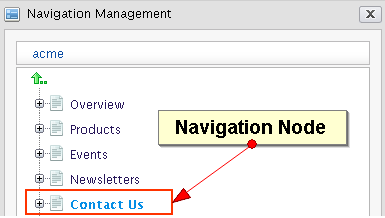 Navigation Management
acme
Overview
Products
Navigation Node
Events
Newsletters
Contact Us